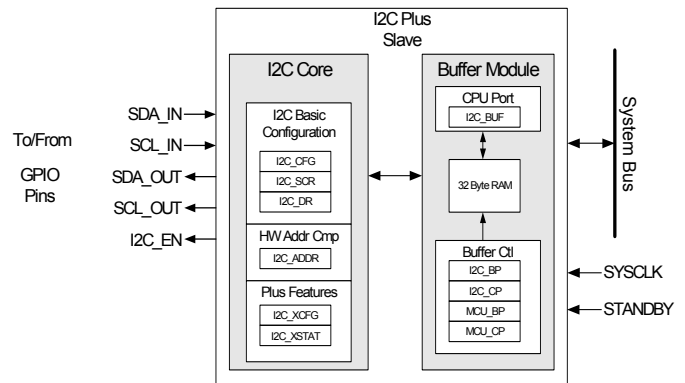 I2C Plus
Slave
I2C Core
I2C Basic
Configuration
I2C_CFG
I2C_SCR
I2C_DR
HW Addr Cmp
I2C_ADDR
Plus Features
I2C_XCFG
I2C_XSTAT
Buffer Module
CPU Port
I2C_BUF
32 Byte RAM
Buffer Ctl
I2C_BP
I2C_CP
MCU_BP
MCU_CP
To/From
GPIO
Pins
SDA_IN
SCL_IN
SDA_OUT
SCL_OUT
I2C_EN
System Bus
SYSCLK
STANDBY